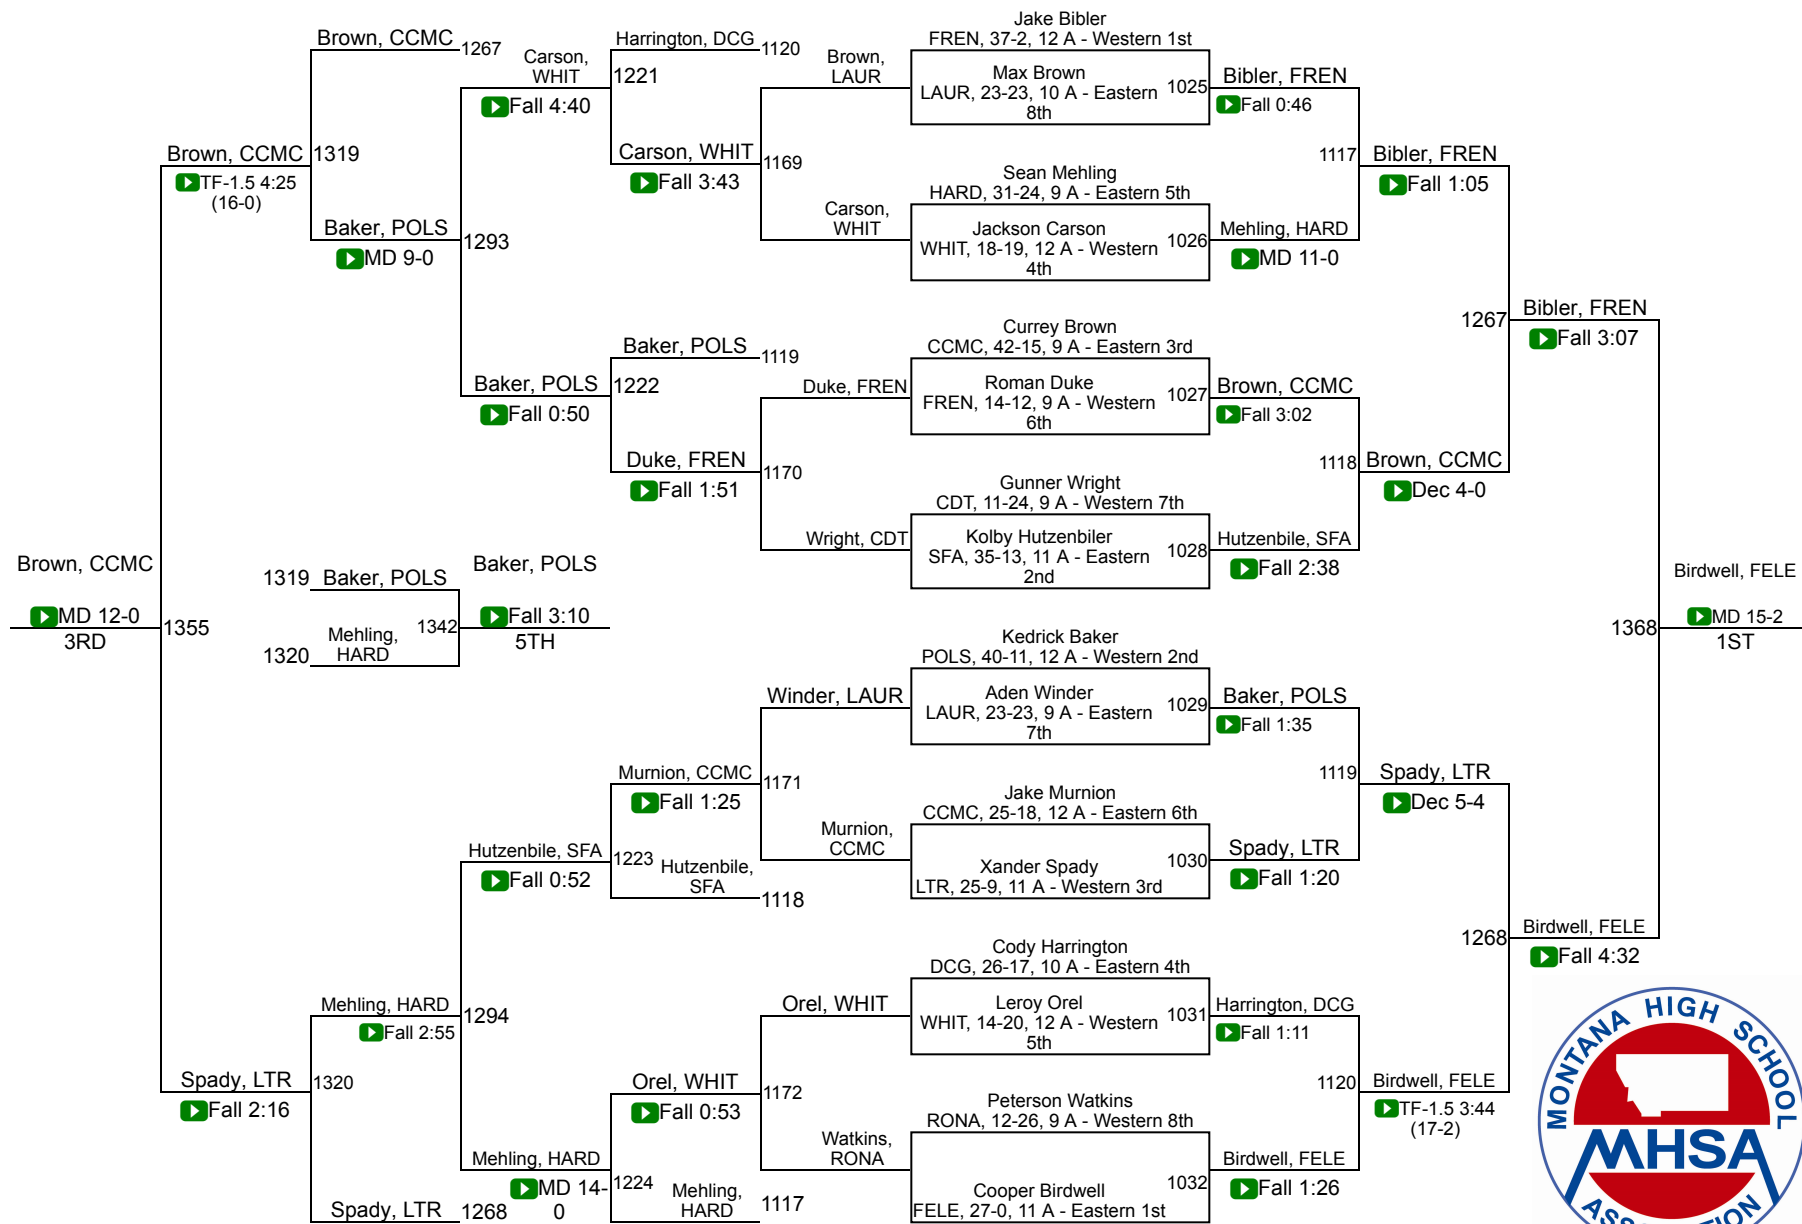 Jake Bibler
FREN, 37-2, 12 A - Western 1st
Brown, CCMC
1267
Harrington, DCG
1120
Carson,
WHIT
1221
Fall 4:40
Brown,
LAUR
Max Brown
LAUR, 23-23, 10 A - Eastern
8th
1025
Bibler, FREN
Fall 0:46
Brown, CCMC
1319
TF-1.5 4:25
(16-0)
Carson, WHIT
1169
Fall 3:43
1117
Bibler, FREN
Fall 1:05
Sean Mehling
HARD, 31-24, 9 A - Eastern 5th
Baker, POLS
1293
MD 9-0
Carson,
WHIT
Jackson Carson
WHIT, 18-19, 12 A - Western
4th
1026
Mehling, HARD
MD 11-0
1267
Bibler, FREN
Fall 3:07
Currey Brown
CCMC, 42-15, 9 A - Eastern 3rd
Baker, POLS
1119
Baker, POLS
1222
Fall 0:50
Duke, FREN
Roman Duke
FREN, 14-12, 9 A - Western
6th
1027
Brown, CCMC
Fall 3:02
Duke, FREN
1170
Fall 1:51
1118
Brown, CCMC
Dec 4-0
Gunner Wright
CDT, 11-24, 9 A - Western 7th
Wright, CDT
Kolby Hutzenbiler
SFA, 35-13, 11 A - Eastern
2nd
1028
Hutzenbile, SFA
Fall 2:38
Brown, CCMC
MD 12-0
3RD
1355
1319
Baker, POLS
Mehling,
HARD
1320
1342
Baker, POLS
Fall 3:10
5TH
1368
Birdwell, FELE
MD 15-2
1ST
Kedrick Baker
POLS, 40-11, 12 A - Western 2nd
Winder, LAUR
Aden Winder
LAUR, 23-23, 9 A - Eastern
7th
1029
Baker, POLS
Fall 1:35
Murnion, CCMC
1171
Fall 1:25
1119
Spady, LTR
Dec 5-4
Jake Murnion
CCMC, 25-18, 12 A - Eastern 6th
Murnion,
CCMC
Xander Spady
LTR, 25-9, 11 A - Western 3rd
1030
Spady, LTR
Fall 1:20
Hutzenbile, SFA
1223
Fall 0:52
Hutzenbile,
SFA
1118
1268
Birdwell, FELE
Fall 4:32
Cody Harrington
DCG, 26-17, 10 A - Eastern 4th
Orel, WHIT
Leroy Orel
WHIT, 14-20, 12 A - Western
5th
1031
Harrington, DCG
Fall 1:11
Mehling, HARD
1294
Fall 2:55
Spady, LTR
1320
Fall 2:16
Orel, WHIT
1172
Fall 0:53
1120
Birdwell, FELE
TF-1.5 3:44
(17-2)
Peterson Watkins
RONA, 12-26, 9 A - Western 8th
Watkins,
RONA
Cooper Birdwell
FELE, 27-0, 11 A - Eastern 1st
1032
Birdwell, FELE
Fall 1:26
Mehling, HARD
1224
MD 14-
0
Mehling,
HARD
1117
Spady, LTR
1268
MONTANA HIGH SCHOOL
MHSA
ASSOCIATION